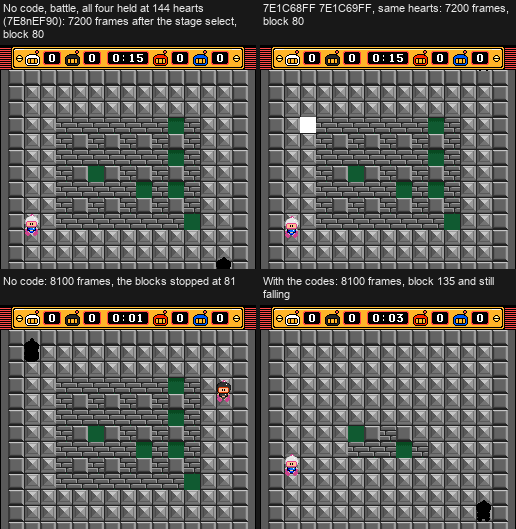 No code, battle, all four held at 144 hearts
(7E8nEF90): 7200 frames after the stage select,
block 80
7E1C68FF 7E1C69FF, same hearts: 7200 frames,
block 80
0 0 0:15 0 0
0 0 0:15 0 0
No code: 8100 frames, the blocks stopped at 81
With the codes: 8100 frames, block 135 and still
falling
0 0 0:01 0 0
0 0 0:03 0 0